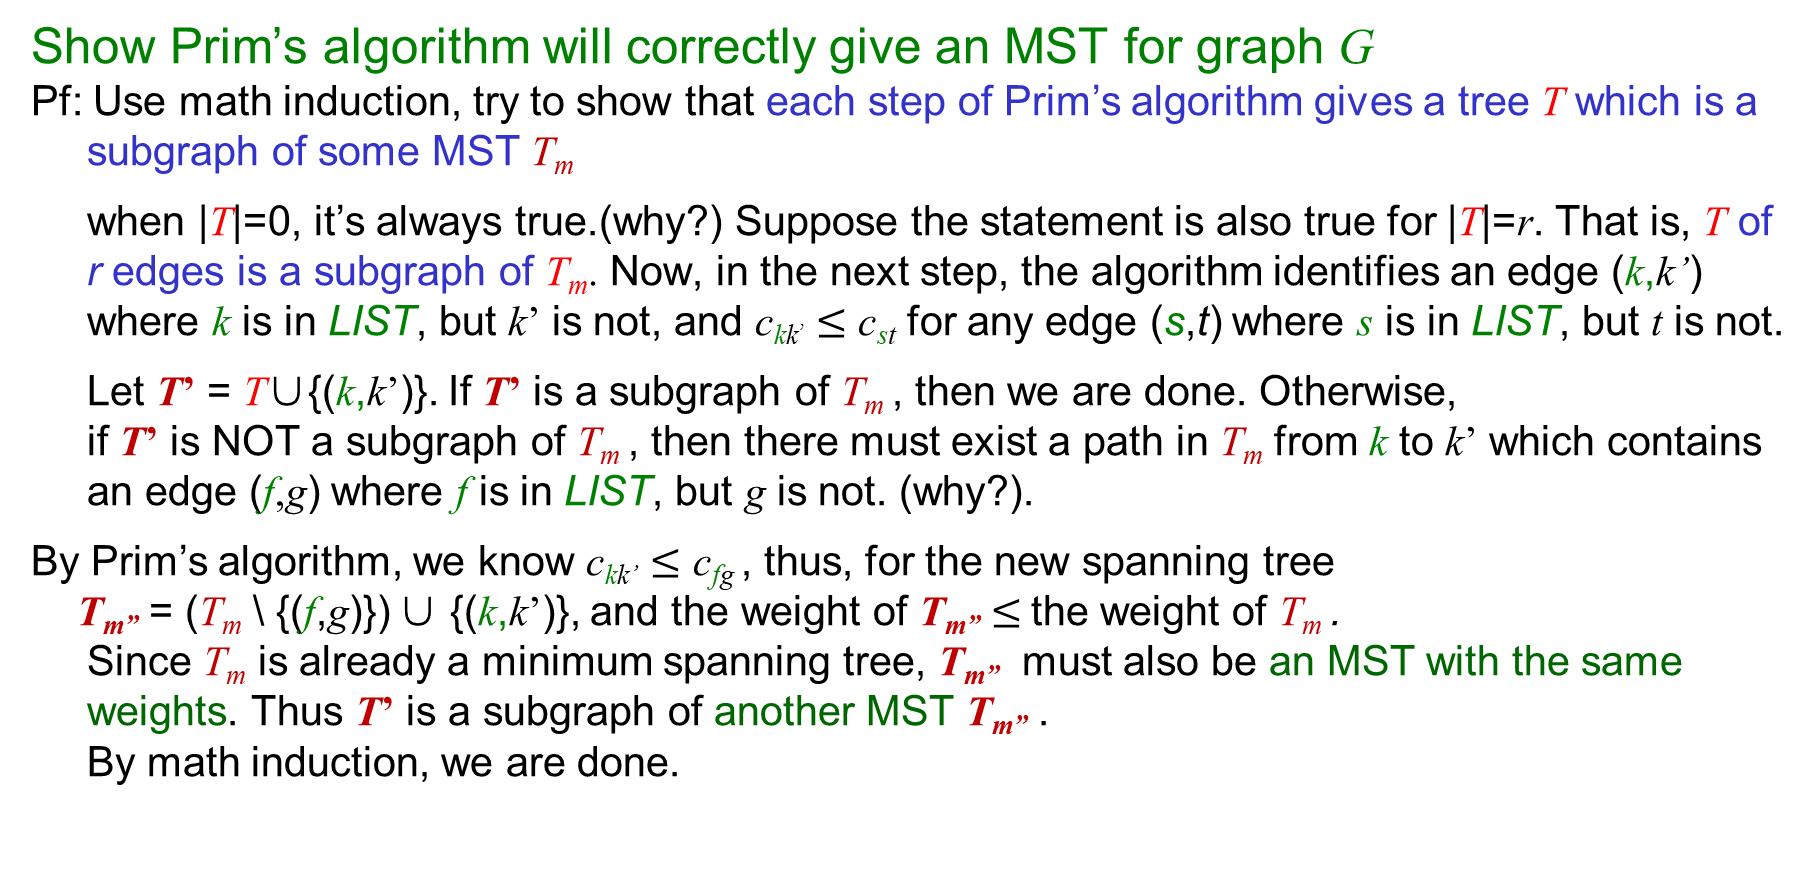 Show Prim’s algorithm will correctly give an MST for graph G
Pf: Use math induction, try to show that each step of Prim’s algorithm gives a tree T which is a
subgraph of some MST Tm
when |T|=0, it’s always true.(why?) Suppose the statement is also true for |T|=r. That is, T of
r edges is a subgraph of Tm. Now, in the next step, the algorithm identifies an edge (k,k’)
where k is in LIST, but k’ is not, and ckk’ ≤ cst for any edge (s,t) where s is in LIST, but t is not.
Let T’ = T∪{(k,k’)}. If T’ is a subgraph of Tm , then we are done. Otherwise,
if T’ is NOT a subgraph of Tm , then there must exist a path in Tm from k to k’ which contains
an edge (f,g) where f is in LIST, but g is not. (why?).
By Prim’s algorithm, we know ckk’ ≤ cfg , thus, for the new spanning tree
Tm” = (Tm \ {(f,g)}) ∪ {(k,k’)}, and the weight of Tm” ≤ the weight of Tm .
Since Tm is already a minimum spanning tree, Tm” must also be an MST with the same
weights. Thus T’ is a subgraph of another MST Tm” .
By math induction, we are done.